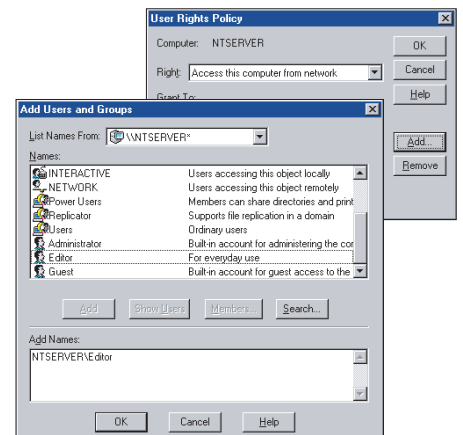 User Rights Policy
Computer: NTSERVER
OK
Right: Access this computer from network
Cancel
Grant To:
Help
Add...
Remove
Add Users and Groups
List Names From: \\NTSERVER*
Names:
INTERACTIVE Users accessing this object locally
NETWORK Users accessing this object remotely
Power Users Members can share directories and print
Replicator Supports file replication in a domain
Users Ordinary users
Administrator Built-in account for administering the cor
Editor For everyday use
Guest Built-in account for guest access to the
Add Show Users Members... Search...
Add Names:
NTSERVER\Editor
OK Cancel Help